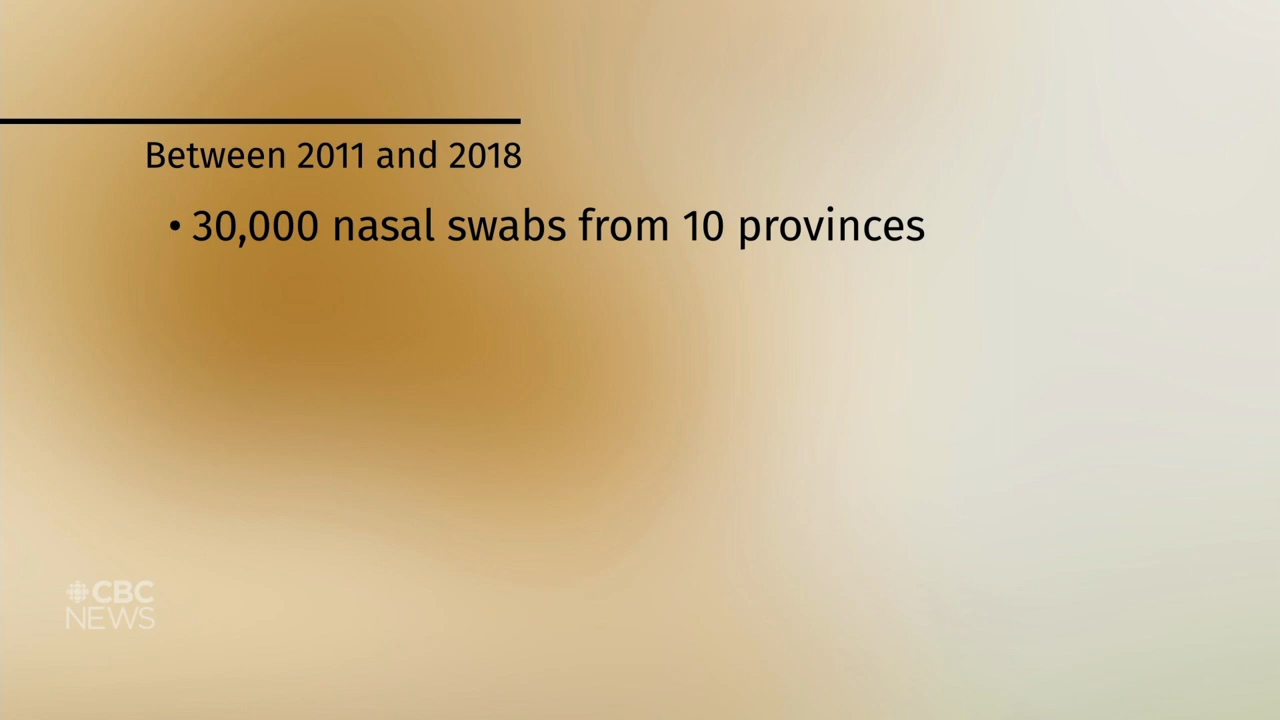 Between 2011 and 2018
• 30,000 nasal swabs from 10 provinces
CBC
NEWS